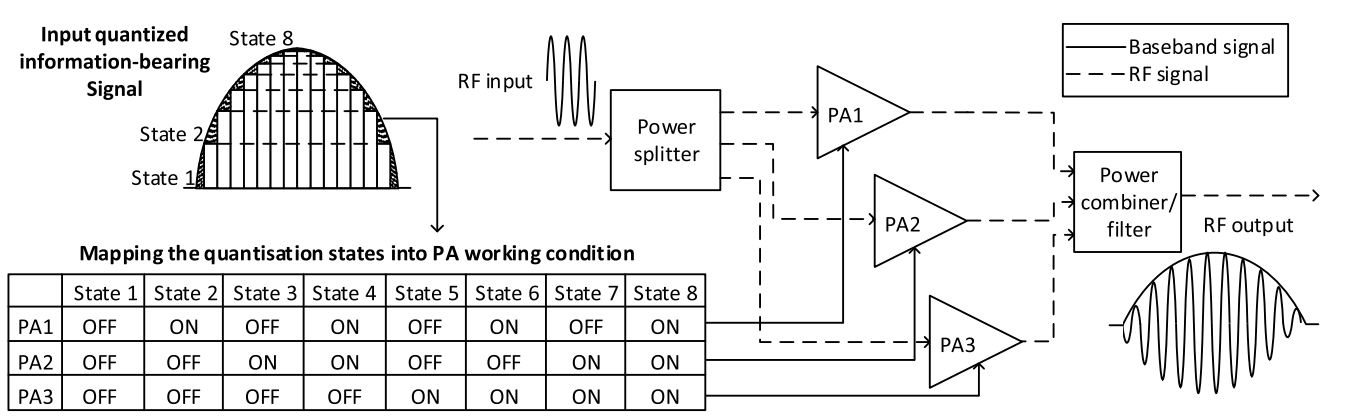 Input quantized
information-bearing
Signal
State 8
State 2
State 1
RF input
Power
splitter
PA1
PA2
PA3
Baseband signal
RF signal
Power
combiner/
filter
RF output
Mapping the quantisation states into PA working condition
State 1 State 2 State 3 State 4 State 5 State 6 State 7 State 8
PA1 OFF ON OFF ON OFF ON OFF ON
PA2 OFF OFF ON ON OFF OFF ON ON
PA3 OFF OFF OFF OFF ON ON ON ON